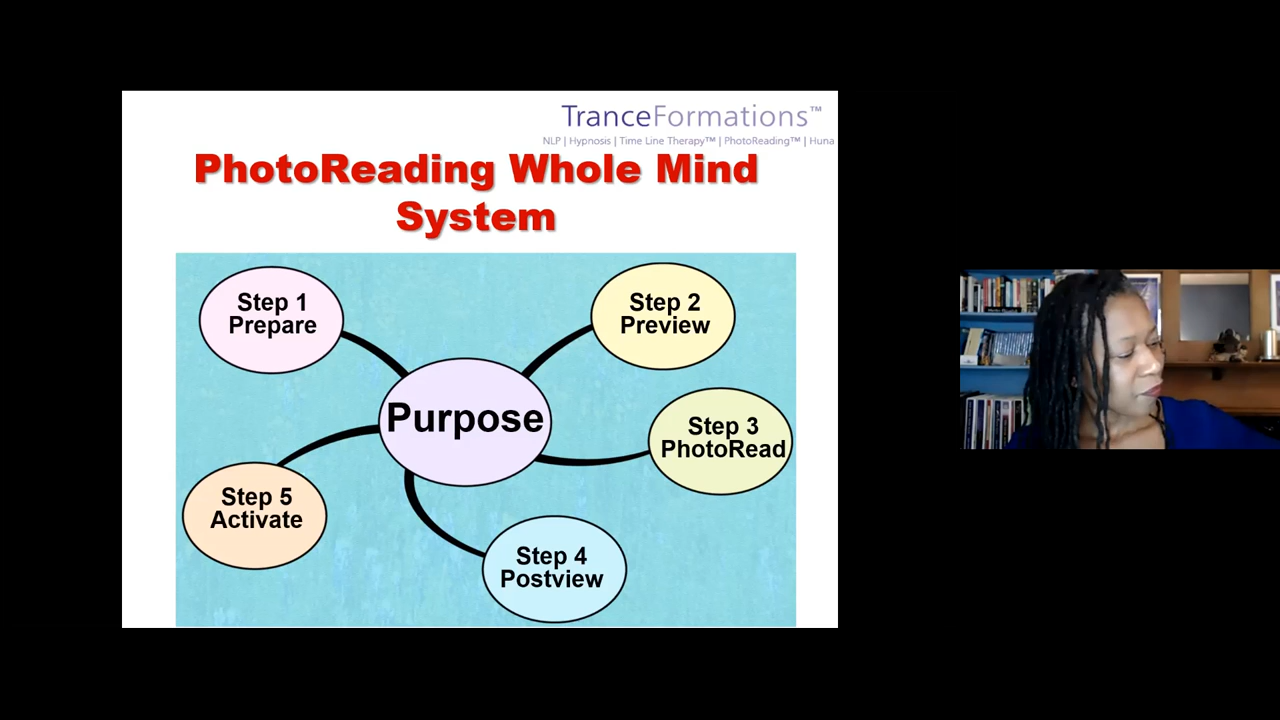 TranceFormations™
NLP | Hypnosis | Time Line Therapy™ | PhotoReading™ | Huna
PhotoReading Whole Mind
System
Step 1
Prepare
Step 2
Preview
Purpose
Step 3
PhotoRead
Step 5
Activate
Step 4
Postview